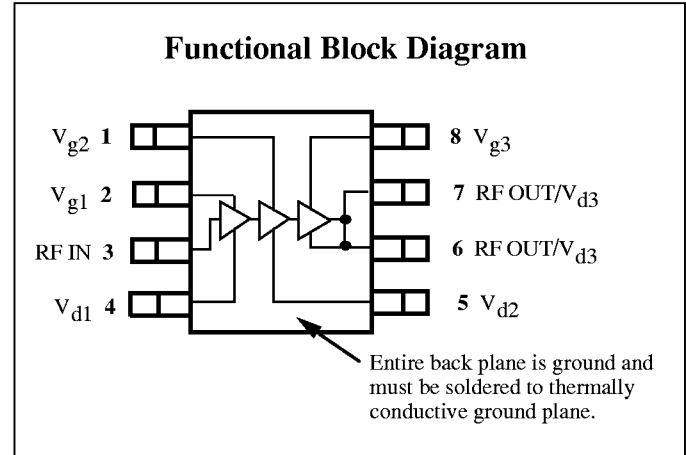 Functional Block Diagram
Vg2 1
8 Vg3
Vg1 2
7 RF OUT/Vd3
RF IN 3
6 RF OUT/Vd3
Vd1 4
5 Vd2
Entire back plane is ground and
must be soldered to thermally
conductive ground plane.